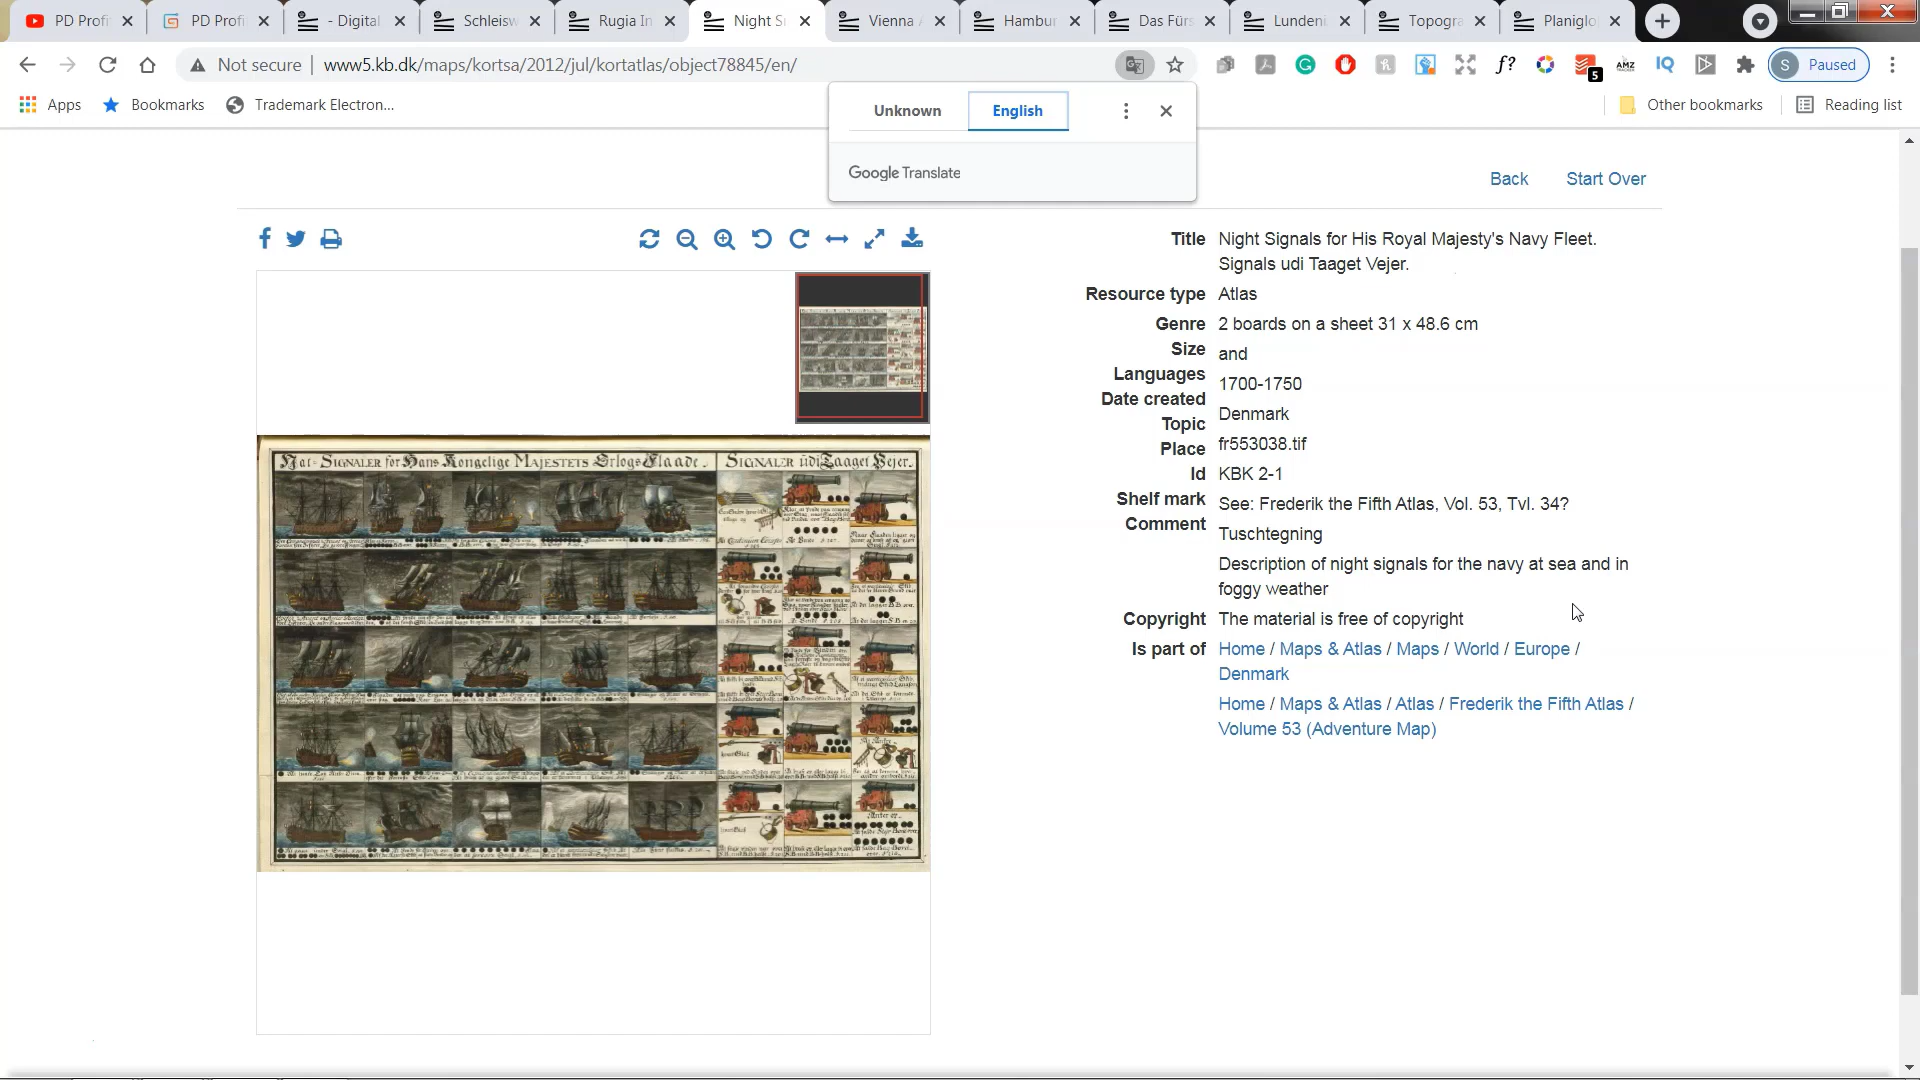 PD Profi
PD Profi
- Digital
Schleisw
Rugia In
Night Si
Vienna
Hambur
Das Fürs
Lundeni
Topogra
Planiglo
Not secure
www5.kb.dk/maps/kortsa/2012/jul/kortatlas/object78845/en/
5
AMZ
IQ
f?
S Paused
Apps
Bookmarks
Trademark Electron...
Other bookmarks
Reading list
Unknown
English
Google Translate
Back
Start Over
Title Night Signals for His Royal Majesty's Navy Fleet.
Signals udi Taaget Vejer.
Resource type Atlas
Genre 2 boards on a sheet 31 x 48.6 cm
Size and
Languages 1700-1750
Date created Denmark
Topic fr553038.tif
Place KBK 2-1
Id See: Frederik the Fifth Atlas, Vol. 53, Tvl. 34?
Shelf mark Tuschtegning
Comment Description of night signals for the navy at sea and in
foggy weather
Copyright The material is free of copyright
Is part of Home / Maps & Atlas / Maps / World / Europe /
Denmark
Home / Maps & Atlas / Atlas / Frederik the Fifth Atlas /
Volume 53 (Adventure Map)
Nat=SIGNALER for Hans Kongelige MAJESTETS Orlogs Flaade.
SIGNALER üdi Taaget Vejer.